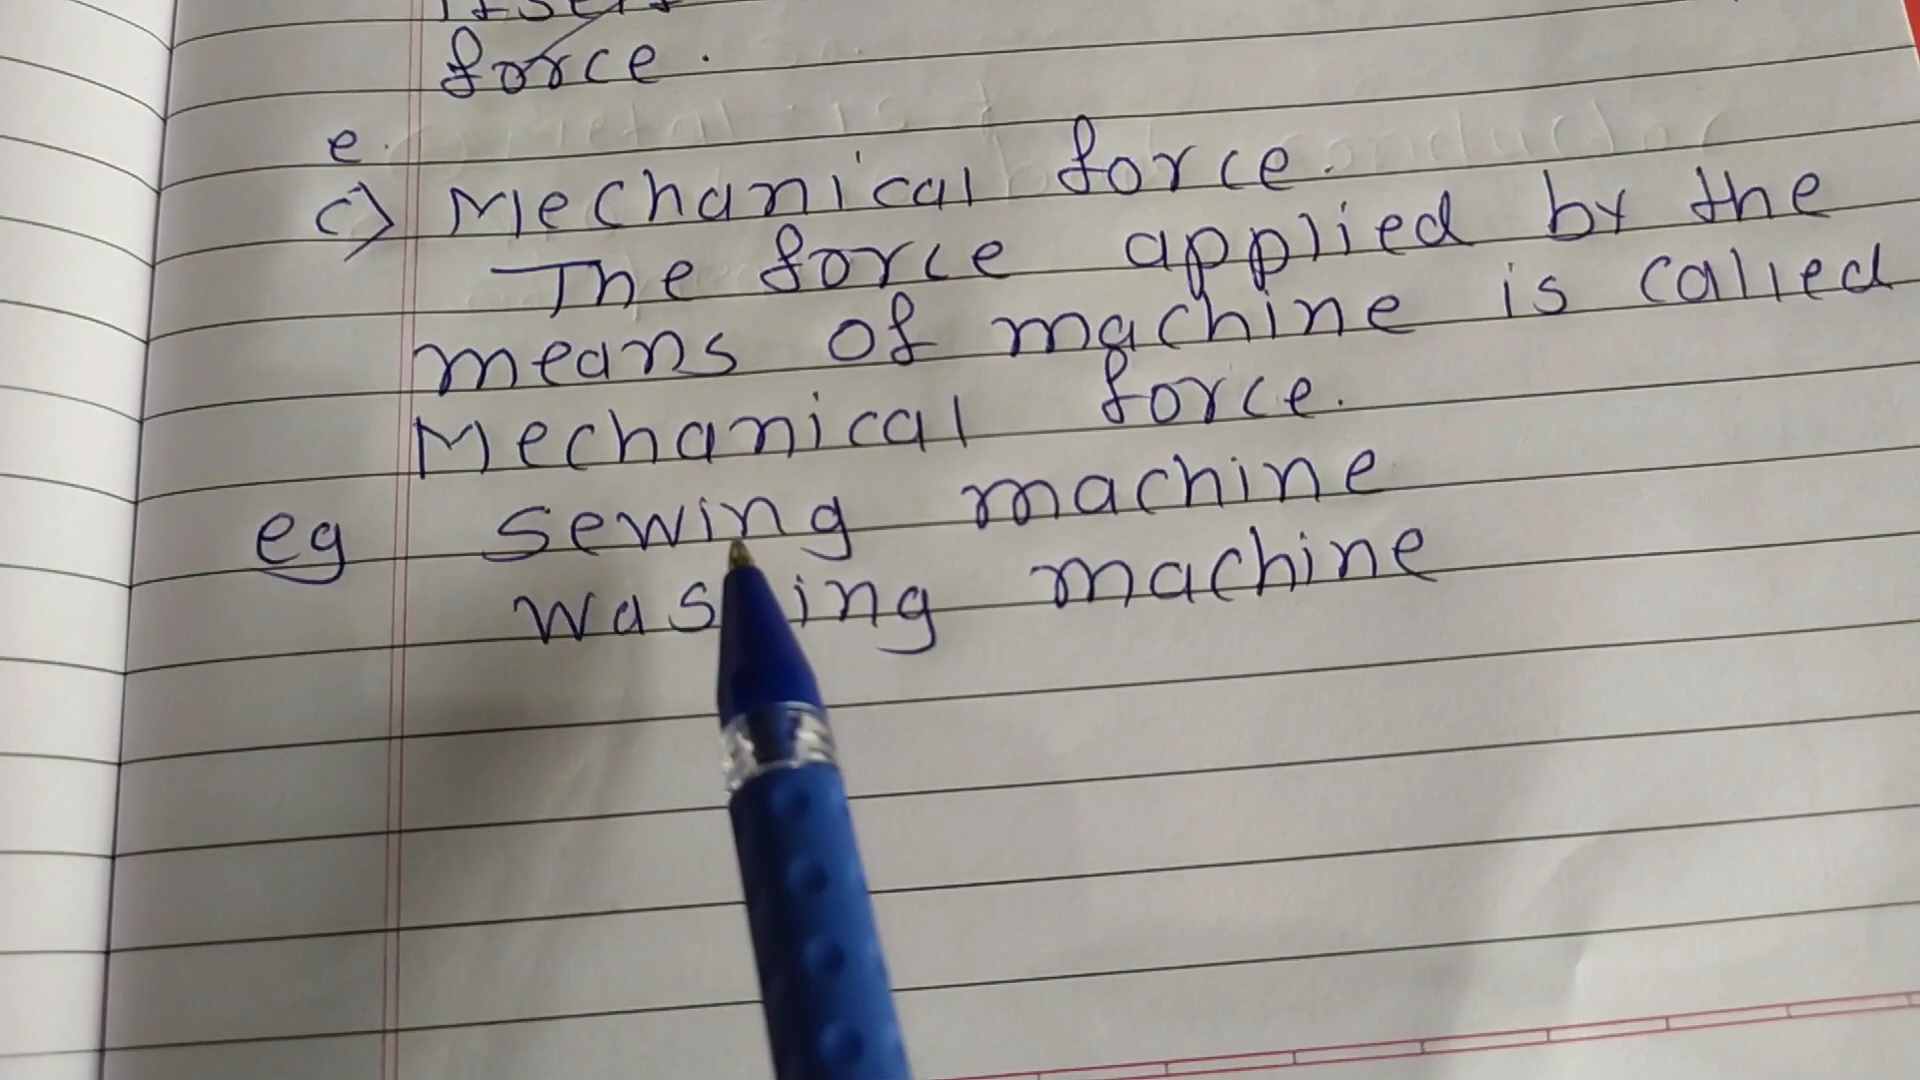 force.
e.
c) Mechanical force.
The force applied by the
means of machine is called
Mechanical force.
eg sewing machine
machine